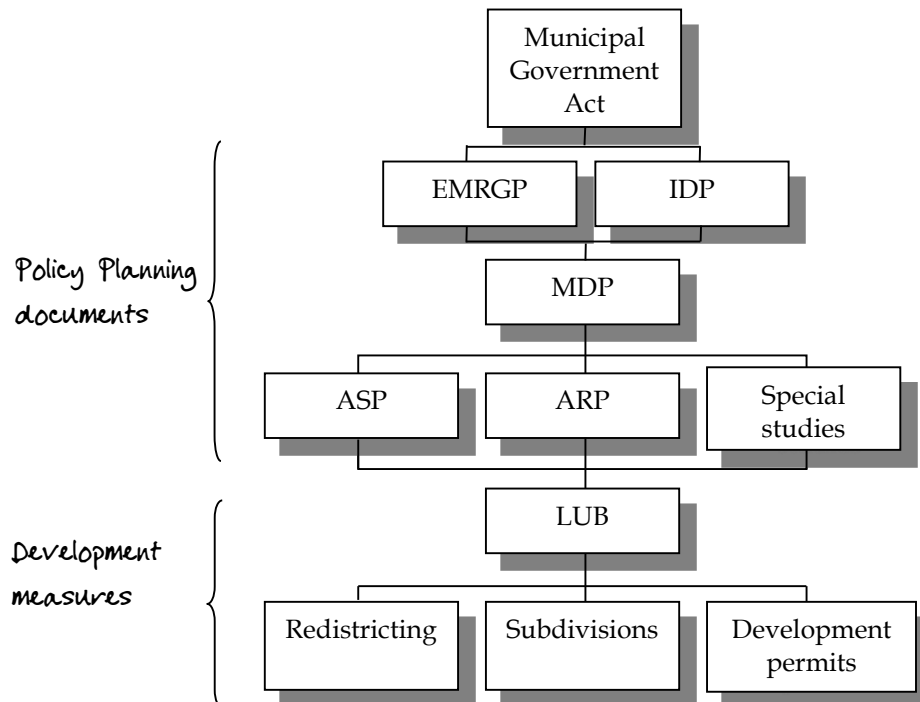 Municipal
Government
Act
EMRGP
IDP
Policy Planning
documents
MDP
ASP
ARP
Special
studies
LUB
Development
measures
Redistricting
Subdivisions
Development
permits